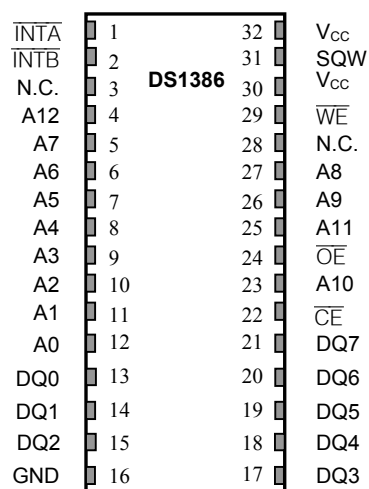 INTA 1 32 VCC
INTB 2 31 SQW
N.C. 3 DS1386 30 VCC
A12 4 29 WE
A7 5 28 N.C.
A6 6 27 A8
A5 7 26 A9
A4 8 25 A11
A3 9 24 OE
A2 10 23 A10
A1 11 22 CE
A0 12 21 DQ7
DQ0 13 20 DQ6
DQ1 14 19 DQ5
DQ2 15 18 DQ4
GND 16 17 DQ3